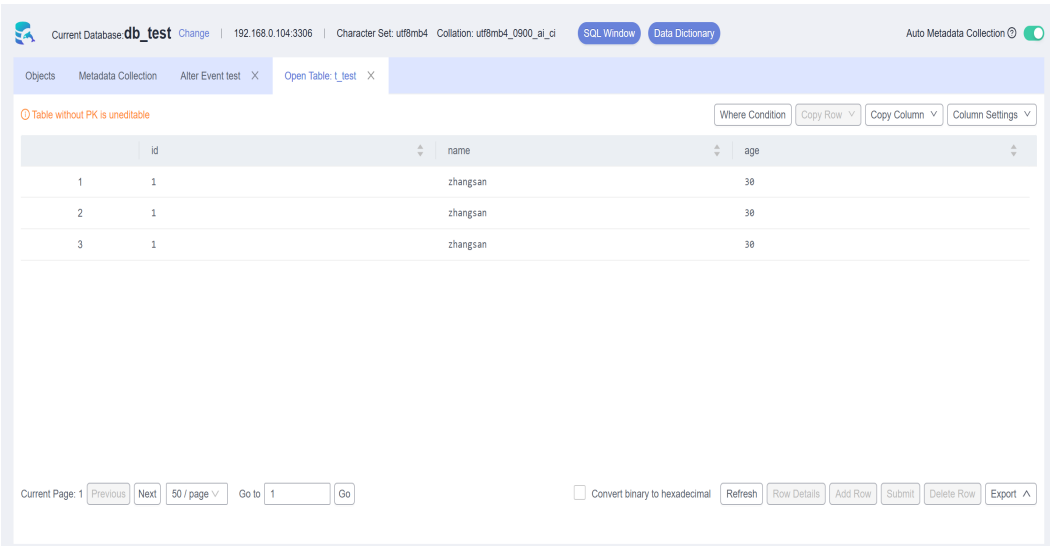 Current Database: db_test Change | 192.168.0.104:3306 | Character Set: utf8mb4 Collation: utf8mb4_0900_ai_ci SQL Window Data Dictionary Auto Metadata Collection
Objects Metadata Collection Alter Event test X Open Table: t_test X
Table without PK is uneditable Where Condition Copy Row Copy Column Column Settings
id name age
1 1 zhangsan 30
2 1 zhangsan 30
3 1 zhangsan 30
Current Page: 1 Previous Next 50 / page Go to 1 Go Convert binary to hexadecimal Refresh Row Details Add Row Submit Delete Row Export